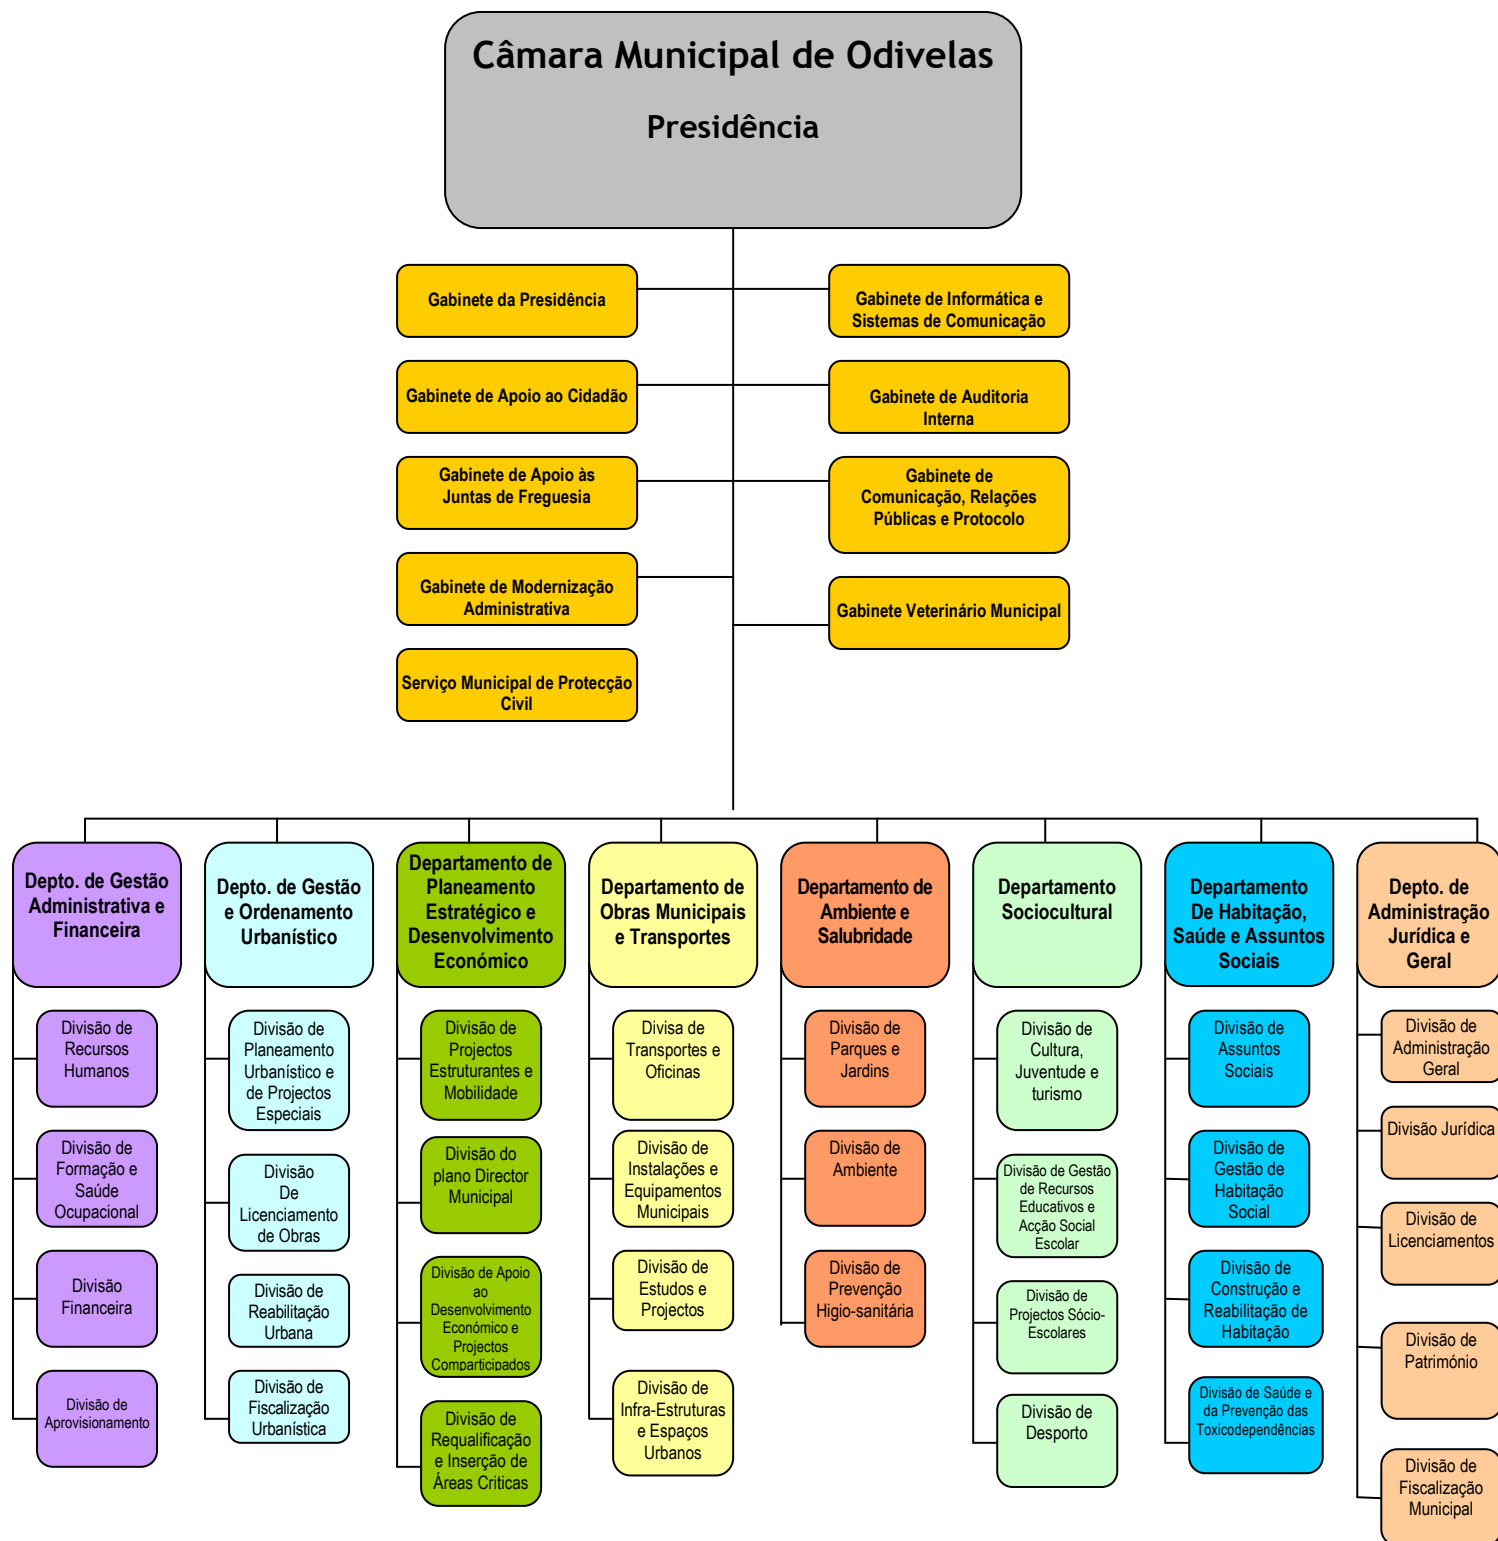 Câmara Municipal de Odivelas
Presidência
Gabinete da Presidência
Gabinete de Informática e
Sistemas de Comunicação
Gabinete de Apoio ao Cidadão
Gabinete de Auditoria
Interna
Gabinete de Apoio às
Juntas de Freguesia
Gabinete de
Comunicação, Relações
Públicas e Protocolo
Gabinete de Modernização
Administrativa
Gabinete Veterinário Municipal
Serviço Municipal de Protecção
Civil
Depto. de Gestão
Administrativa e
Financeira
Divisão de
Recursos
Humanos
Divisão de
Formação e
Saúde
Ocupacional
Divisão
Financeira
Divisão de
Aprovisionamento
Depto. de Gestão
e Ordenamento
Urbanístico
Divisão de
Planeamento
Urbanístico e
de Projectos
Especiais
Divisão
De
Licenciamento
de Obras
Divisão de
Reabilitação
Urbana
Divisão de
Fiscalização
Urbanística
Departamento de
Planeamento
Estratégico e
Desenvolvimento
Económico
Divisão de
Projectos
Estruturantes e
Mobilidade
Divisão do
plano Director
Municipal
Divisão de Apoio
ao
Desenvolvimento
Económico e
Projectos
Comparticipados
Divisão de
Requalificação
e Inserção de
Áreas Criticas
Departamento de
Obras Municipais
e Transportes
Divisa de
Transportes e
Oficinas
Divisão de
Instalações e
Equipamentos
Municipais
Divisão de
Estudos e
Projectos
Divisão de
Infra-Estruturas
e Espaços
Urbanos
Departamento de
Ambiente e
Salubridade
Divisão de
Parques e
Jardins
Divisão de
Ambiente
Divisão de
Prevenção
Higio-sanitária
Departamento
Sociocultural
Divisão de
Cultura,
Juventude e
turismo
Divisão de Gestão
de Recursos
Educativos e
Acção Social
Escolar
Divisão de
Projectos Sócio-
Escolares
Divisão de
Desporto
Departamento
De Habitação,
Saúde e Assuntos
Sociais
Divisão de
Assuntos
Sociais
Divisão de
Gestão de
Habitação
Social
Divisão de
Construção e
Reabilitação de
Habitação
Divisão de Saúde e
da Prevenção das
Toxicodependências
Depto. de
Administração
Jurídica e
Geral
Divisão de
Administração
Geral
Divisão Jurídica
Divisão de
Licenciamentos
Divisão de
Património
Divisão de
Fiscalização
Municipal